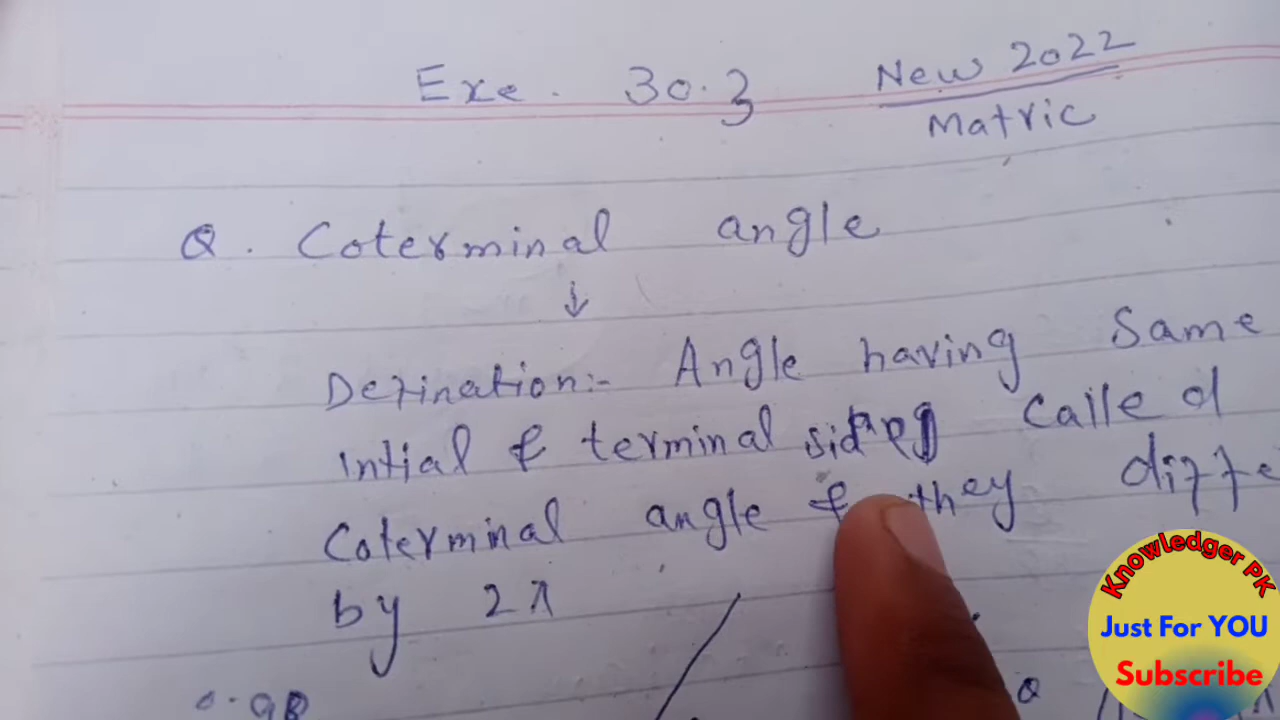 Exe. 30.3
New 2022
Matric
Q. Coterminal angle
↓
Defination:- Angle having Same
intial & terminal called
Coterminal angle & they diffe
by 2π
Knowledger PK
Just For YOU
Subscribe